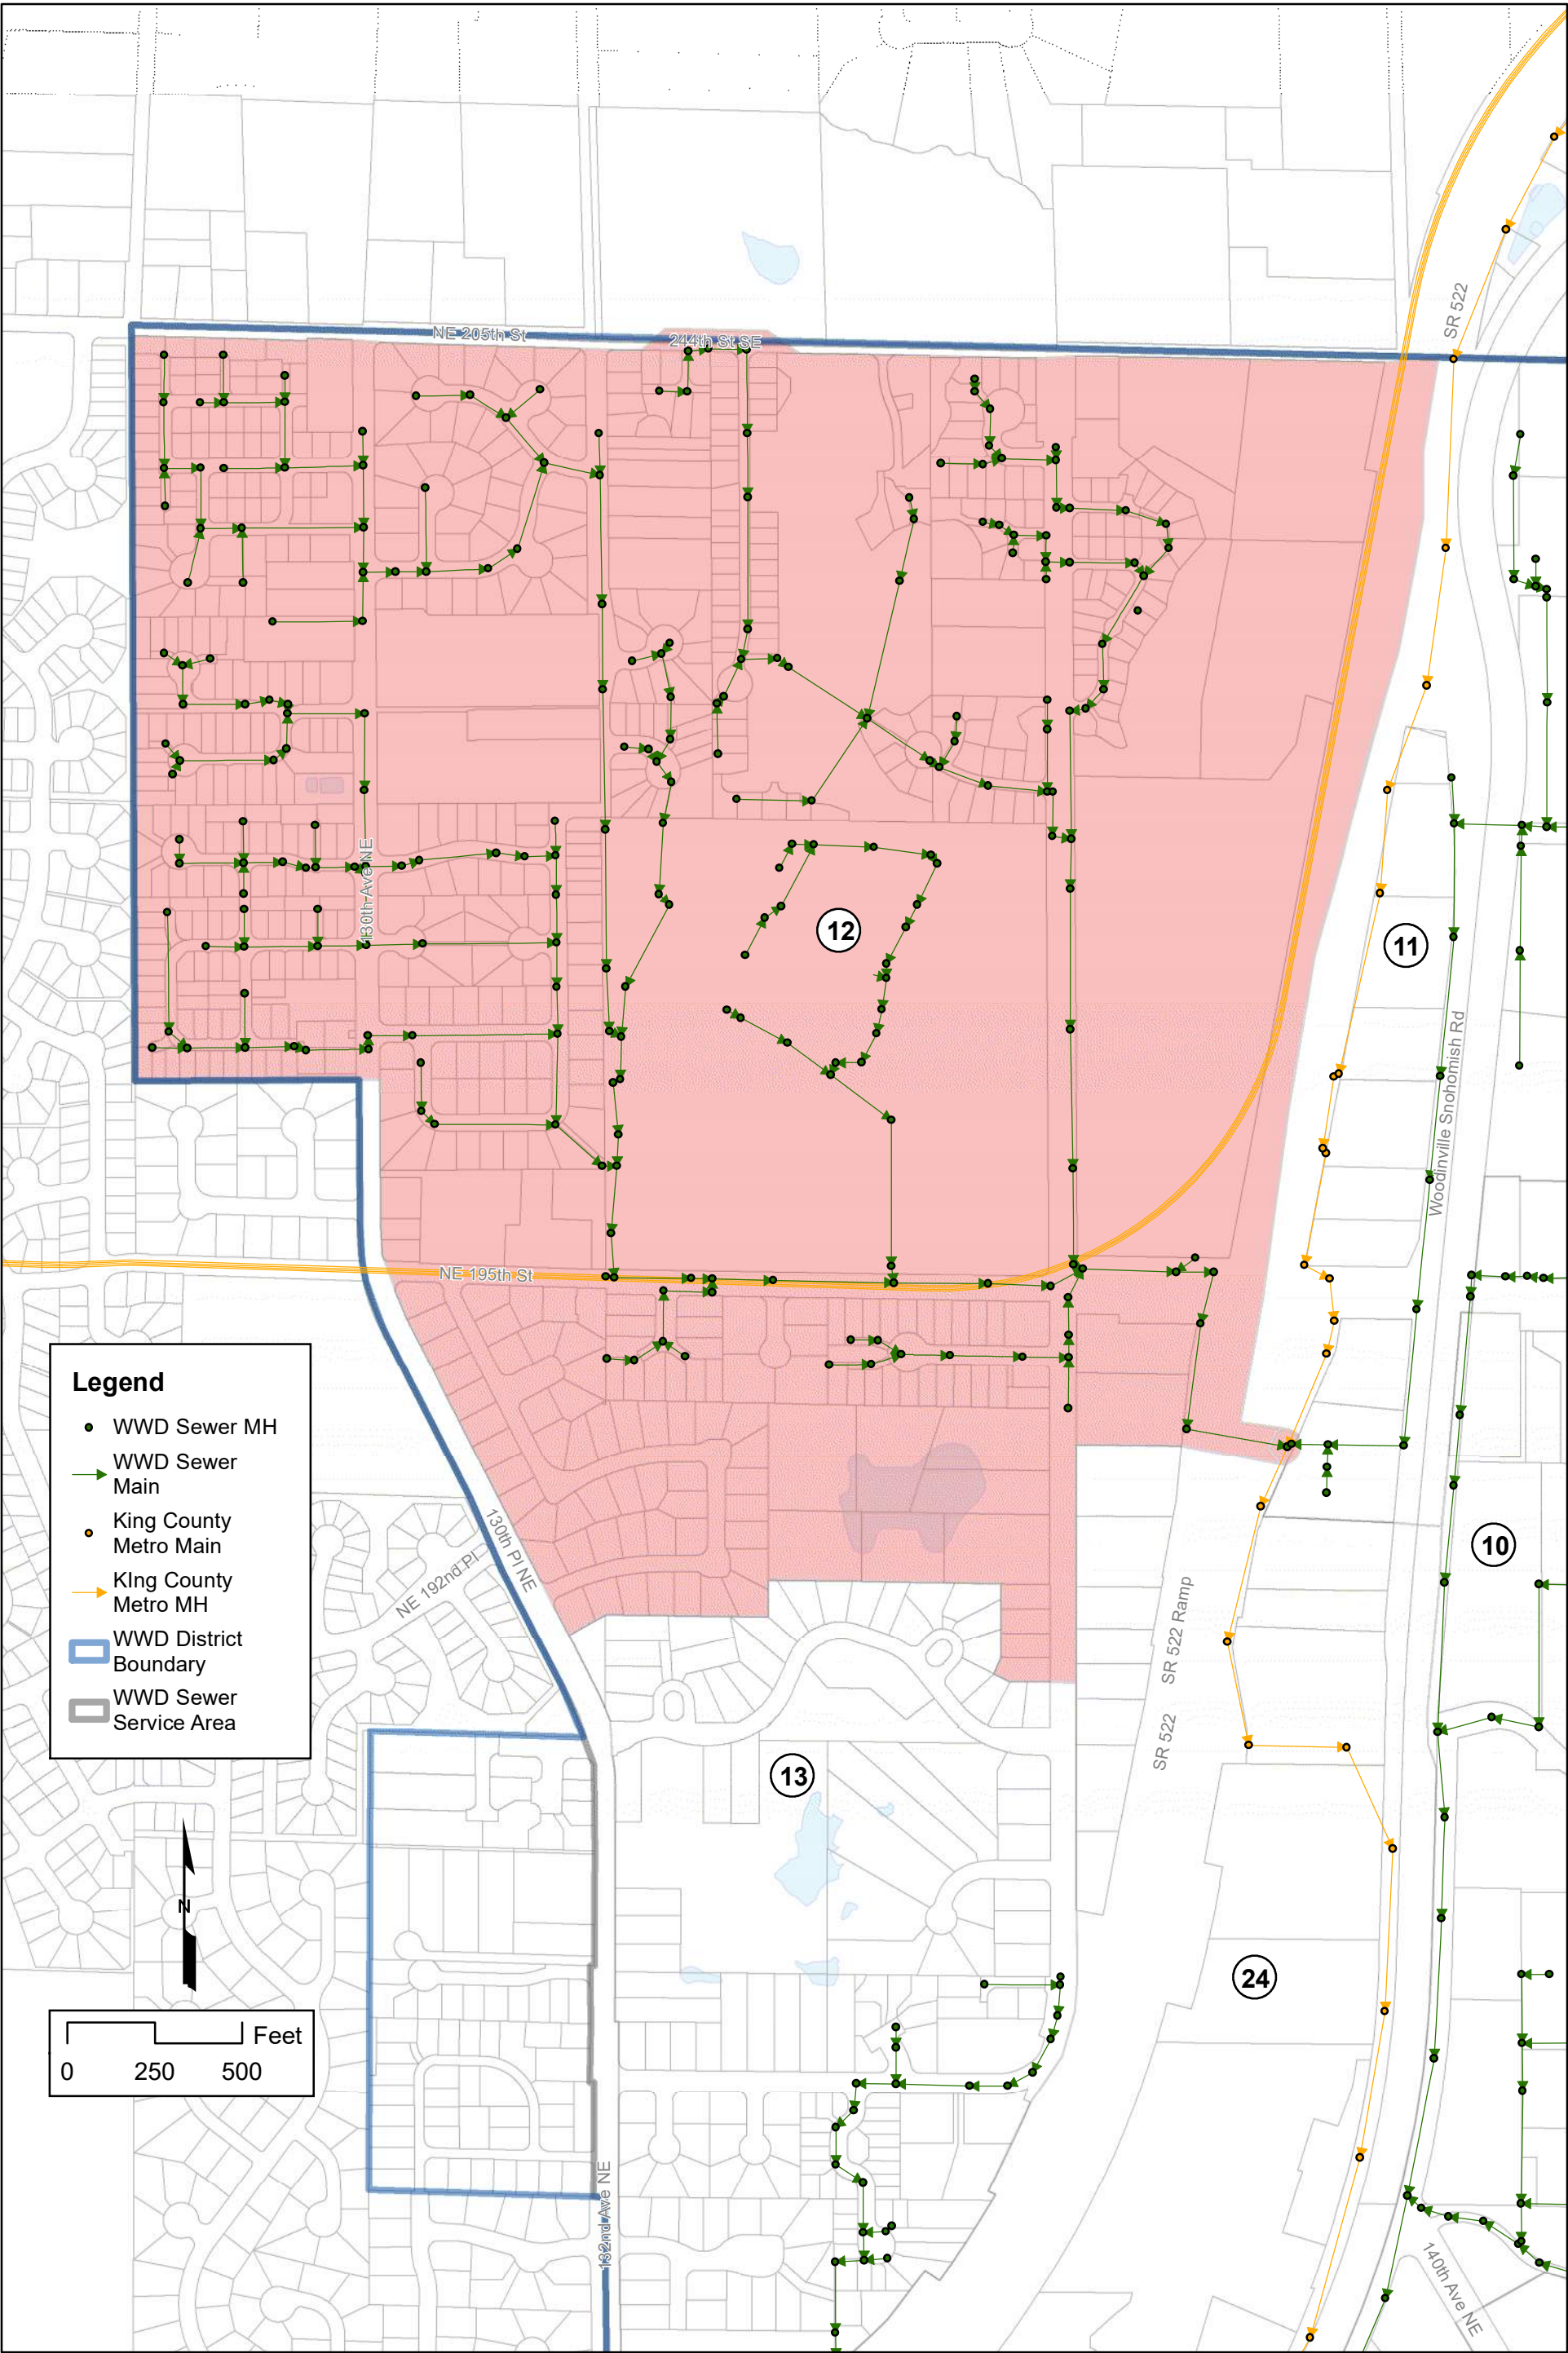 SR 522
NE 205th St
244th St SE
130th Ave NE
12
11
Woodinville Snohomish Rd
NE 195th St
Legend
WWD Sewer MH
WWD Sewer
Main
King County
Metro Main
KIng County
Metro MH
WWD District
Boundary
WWD Sewer
Service Area
130th Pl NE
NE 192nd Pl
10
SR 522 Ramp
SR 522
13
N
24
Feet
0 250 500
132nd Ave NE
140th Ave NE